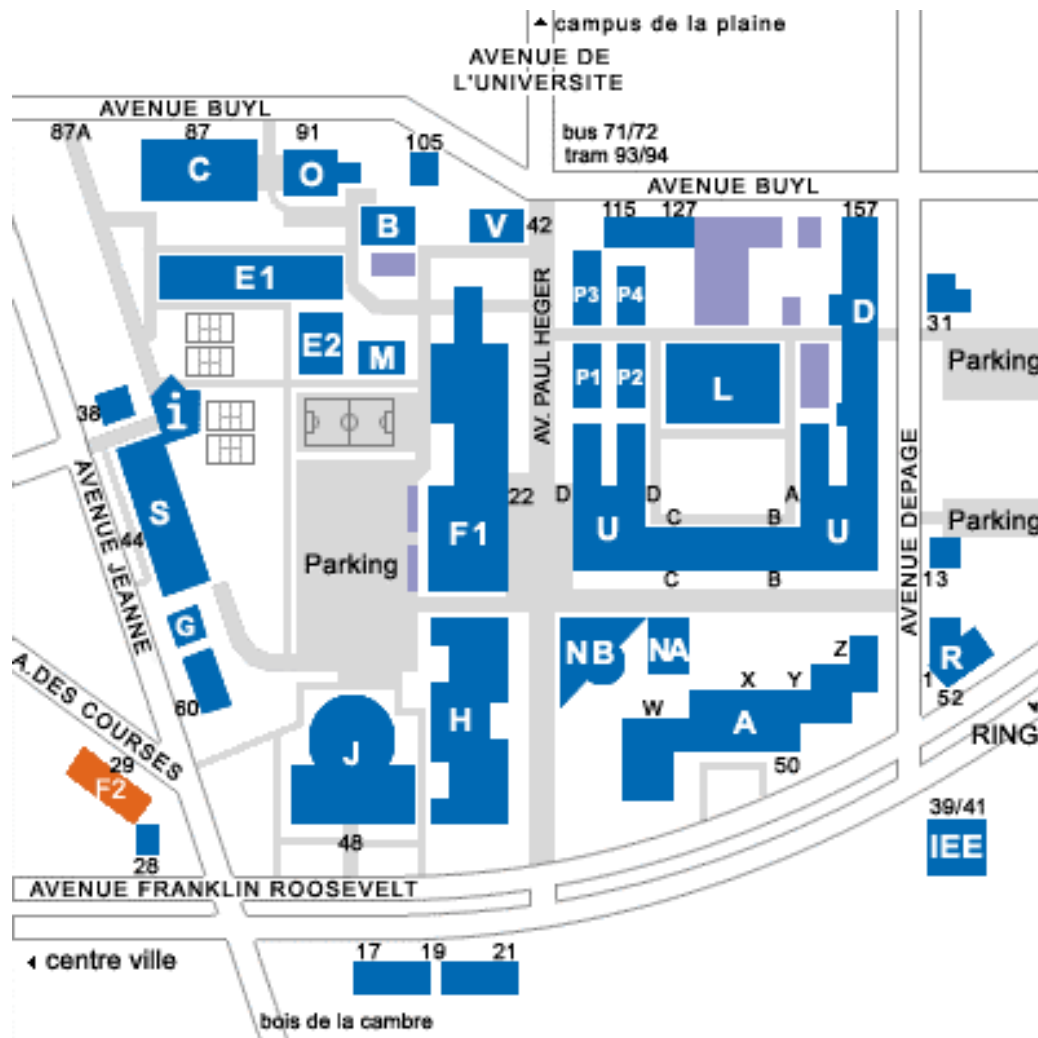 campus de la plaine
AVENUE DE
L'UNIVERSITE
AVENUE BUYL
87A
87
91
105
bus 71/72
tram 93/94
C
O
AVENUE BUYL
B
V
42
115
127
157
E1
P3
P4
D
31
AV. PAUL HEGER
E2
M
P1
P2
L
Parking
38
i
AVENUE JEANNE
S
44
22
D
D
A
C
B
U
U
F1
Parking
AVENUE DEPAGE
Parking
C
B
13
G
NB
NA
Z
R
X
Y
1
52
60
W
H
A
RING
A.DES COURSES
J
50
29
F2
39/41
IEE
28
48
AVENUE FRANKLIN ROOSEVELT
centre ville
17
19
21
bois de la cambre